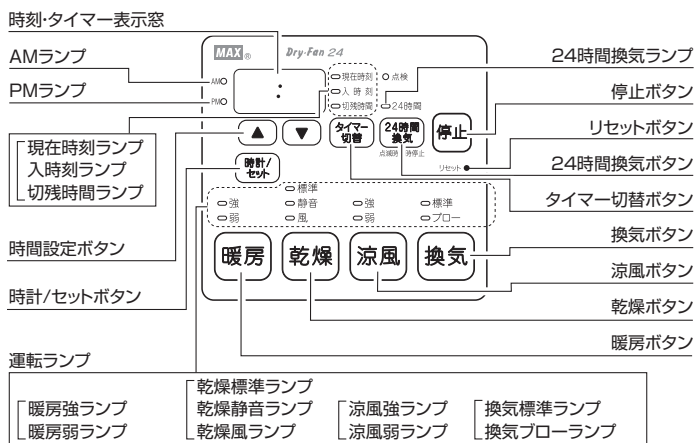 時刻・タイマー表示窓
AMランプ
PMランプ
現在時刻ランプ
入時刻ランプ
切残時間ランプ
時間設定ボタン
時計/セットボタン
MAX® Dry-Fan 24
AM
PM
:
現在時刻 点検
入時刻
切残時間 24時間
▲ ▼ タイマー切替 24時間換気 停止
点滅時一時停止
リセット
時計/セット
標準
強 静音 強 標準
弱 風 弱 ブロー
暖房 乾燥 涼風 換気
24時間換気ランプ
停止ボタン
リセットボタン
24時間換気ボタン
タイマー切替ボタン
換気ボタン
涼風ボタン
乾燥ボタン
暖房ボタン
運転ランプ
乾燥標準ランプ
暖房強ランプ 乾燥静音ランプ 涼風強ランプ 換気標準ランプ
暖房弱ランプ 乾燥風ランプ 涼風弱ランプ 換気ブローランプ